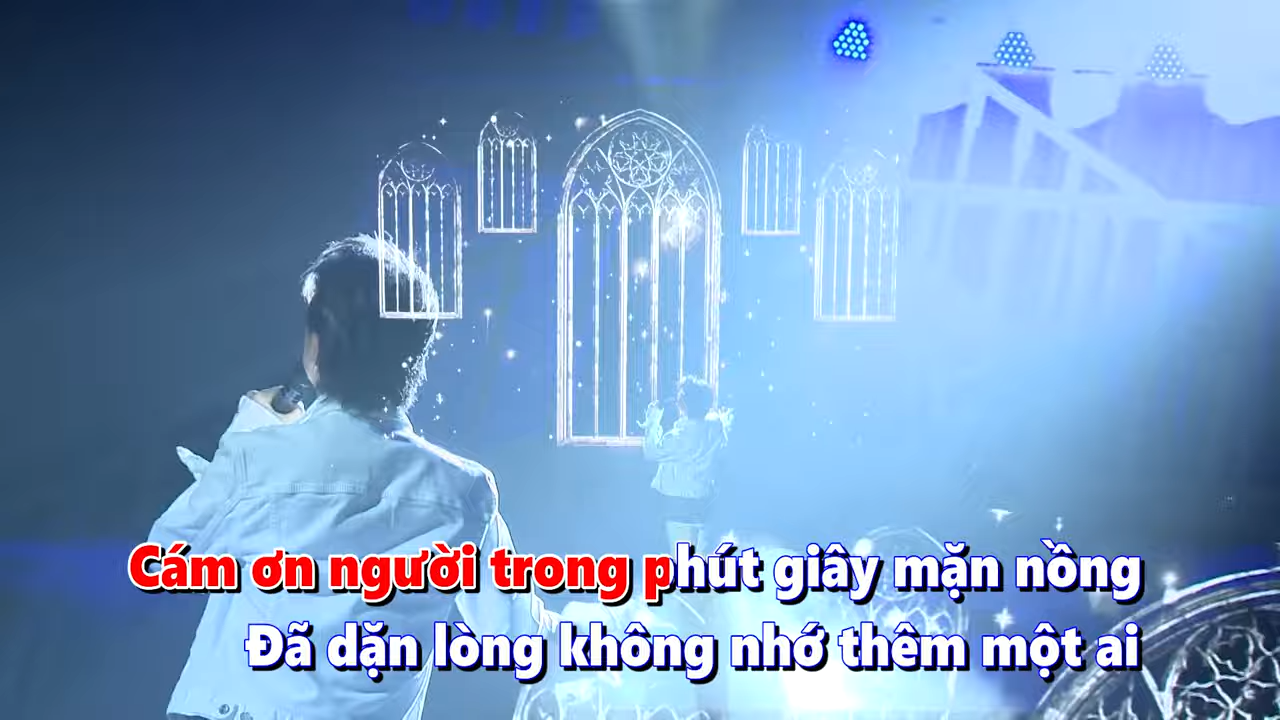 Cám ơn người trong phút giây mặn nồng
Đã dặn lòng không nhớ thêm một ai